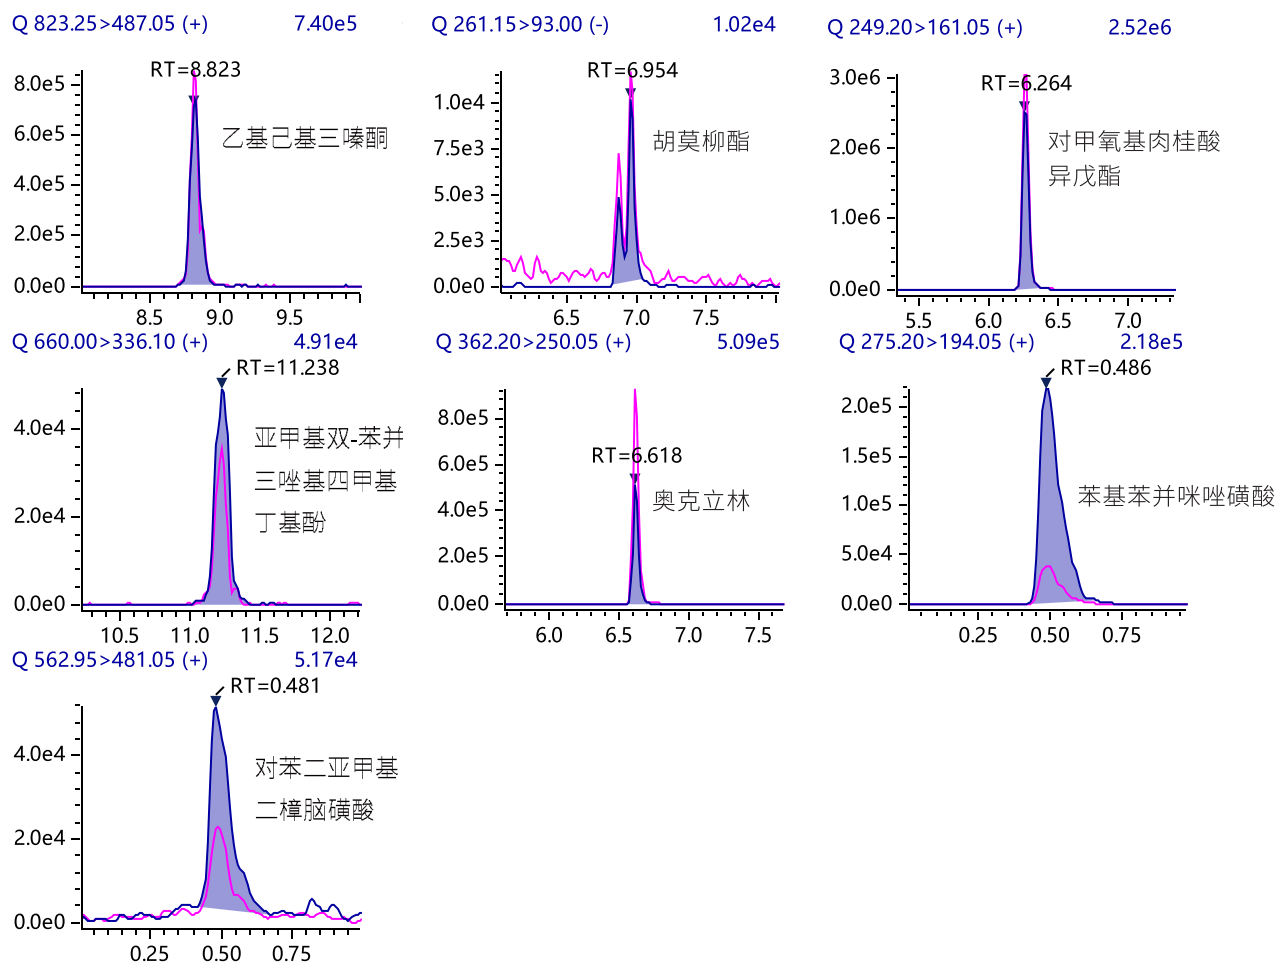 Q 823.25>487.05 (+) 7.40e5
RT=8.823
8.0e5
6.0e5
4.0e5
2.0e5
0.0e0
乙基己基三嗪酮
8.5 9.0 9.5
Q 261.15>93.00 (-) 1.02e4
RT=6.954
1.0e4
7.5e3
5.0e3
2.5e3
0.0e0
胡莫柳酯
6.5 7.0 7.5
Q 249.20>161.05 (+) 2.52e6
RT=6.264
3.0e6
2.0e6
1.0e6
0.0e0
对甲氧基肉桂酸
异戊酯
5.5 6.0 6.5 7.0
Q 660.00>336.10 (+) 4.91e4
RT=11.238
4.0e4
2.0e4
0.0e0
亚甲基双-苯并
三唑基四甲基
丁基酚
10.5 11.0 11.5 12.0
Q 362.20>250.05 (+) 5.09e5
RT=6.618
8.0e5
6.0e5
4.0e5
2.0e5
0.0e0
奥克立林
6.0 6.5 7.0 7.5
Q 275.20>194.05 (+) 2.18e5
RT=0.486
2.0e5
1.5e5
1.0e5
5.0e4
0.0e0
苯基苯并咪唑磺酸
0.25 0.50 0.75
Q 562.95>481.05 (+) 5.17e4
RT=0.481
4.0e4
2.0e4
0.0e0
对苯二亚甲基
二樟脑磺酸
0.25 0.50 0.75